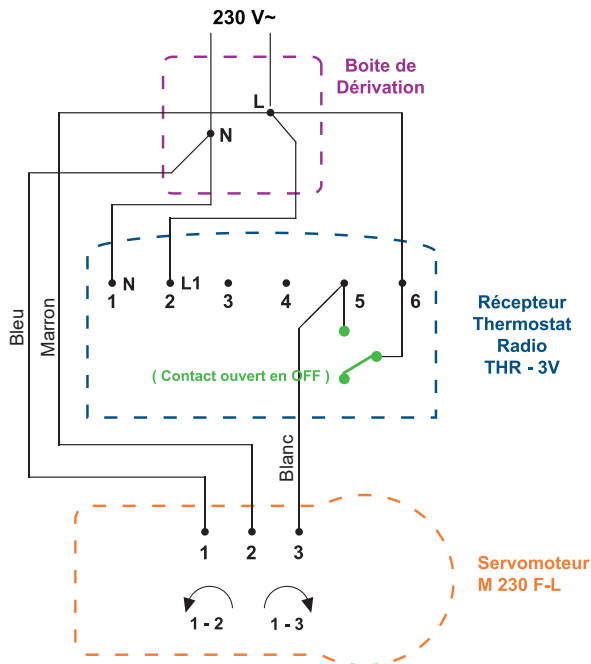 230 V~
Boite de
Dérivation
L
N
N
L1
1 2 3 4 5 6
Récepteur
Thermostat
Radio
THR - 3V
Bleu
Marron
( Contact ouvert en OFF )
Blanc
1 2 3
Servomoteur
M 230 F-L
1 - 2
1 - 3